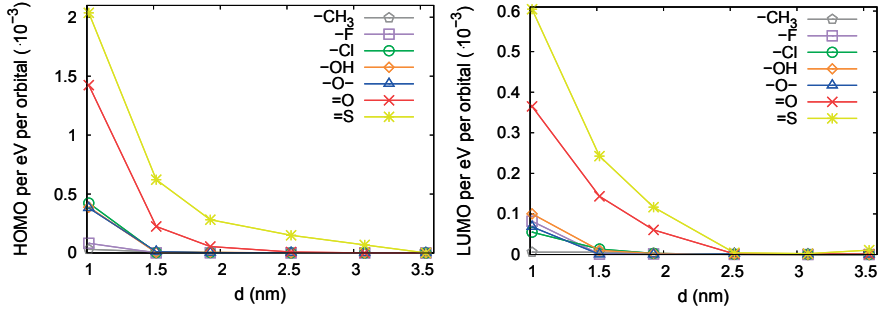 HOMO per eV per orbital (·10⁻³)
2
1.5
1
0.5
0
1
1.5
2
2.5
3
3.5
d (nm)
−CH₃
−F
−Cl
−OH
−O−
=O
=S
LUMO per eV per orbital (·10⁻³)
0.6
0.5
0.4
0.3
0.2
0.1
0
1
1.5
2
2.5
3
3.5
d (nm)
−CH₃
−F
−Cl
−OH
−O−
=O
=S